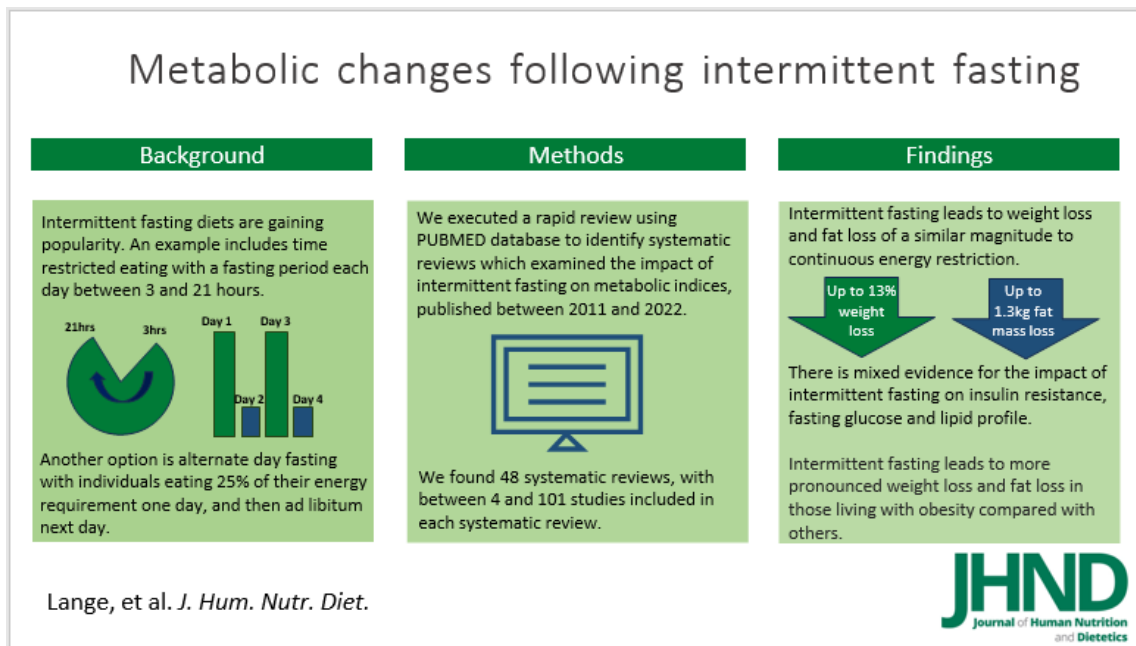 Metabolic changes following intermittent fasting
Background
Intermittent fasting diets are gaining
popularity. An example includes time
restricted eating with a fasting period each
day between 3 and 21 hours.
21hrs
3hrs
Day 1
Day 2
Day 3
Day 4
Another option is alternate day fasting
with individuals eating 25% of their energy
requirement one day, and then ad libitum
next day.
Methods
We executed a rapid review using
PUBMED database to identify systematic
reviews which examined the impact of
intermittent fasting on metabolic indices,
published between 2011 and 2022.
We found 48 systematic reviews, with
between 4 and 101 studies included in
each systematic review.
Findings
Intermittent fasting leads to weight loss
and fat loss of a similar magnitude to
continuous energy restriction.
Up to 13%
weight
loss
Up to
1.3kg fat
mass loss
There is mixed evidence for the impact of
intermittent fasting on insulin resistance,
fasting glucose and lipid profile.
Intermittent fasting leads to more
pronounced weight loss and fat loss in
those living with obesity compared with
others.
Lange, et al. J. Hum. Nutr. Diet.
JHND
Journal of Human Nutrition
and Dietetics